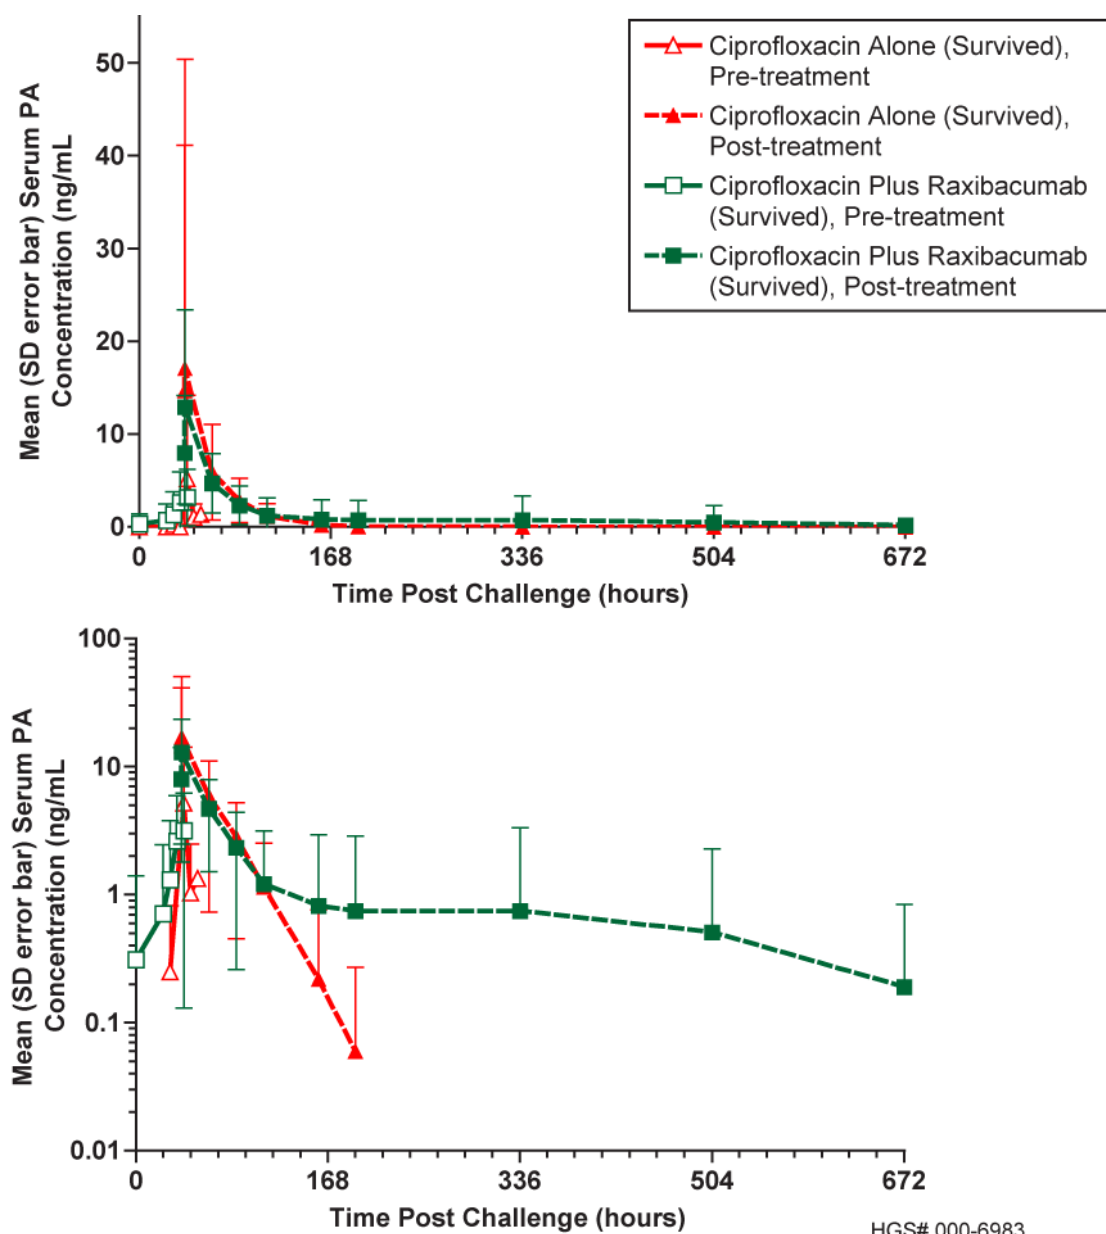 Mean (SD error bar) Serum PA
Concentration (ng/mL)
50
40
30
20
10
0
0
168
336
504
672
Time Post Challenge (hours)
Ciprofloxacin Alone (Survived),
Pre-treatment
Ciprofloxacin Alone (Survived),
Post-treatment
Ciprofloxacin Plus Raxibacumab
(Survived), Pre-treatment
Ciprofloxacin Plus Raxibacumab
(Survived), Post-treatment
Mean (SD error bar) Serum PA
Concentration (ng/mL)
100
10
1
0.1
0.01
0
168
336
504
672
Time Post Challenge (hours)
HGS# 000-6983